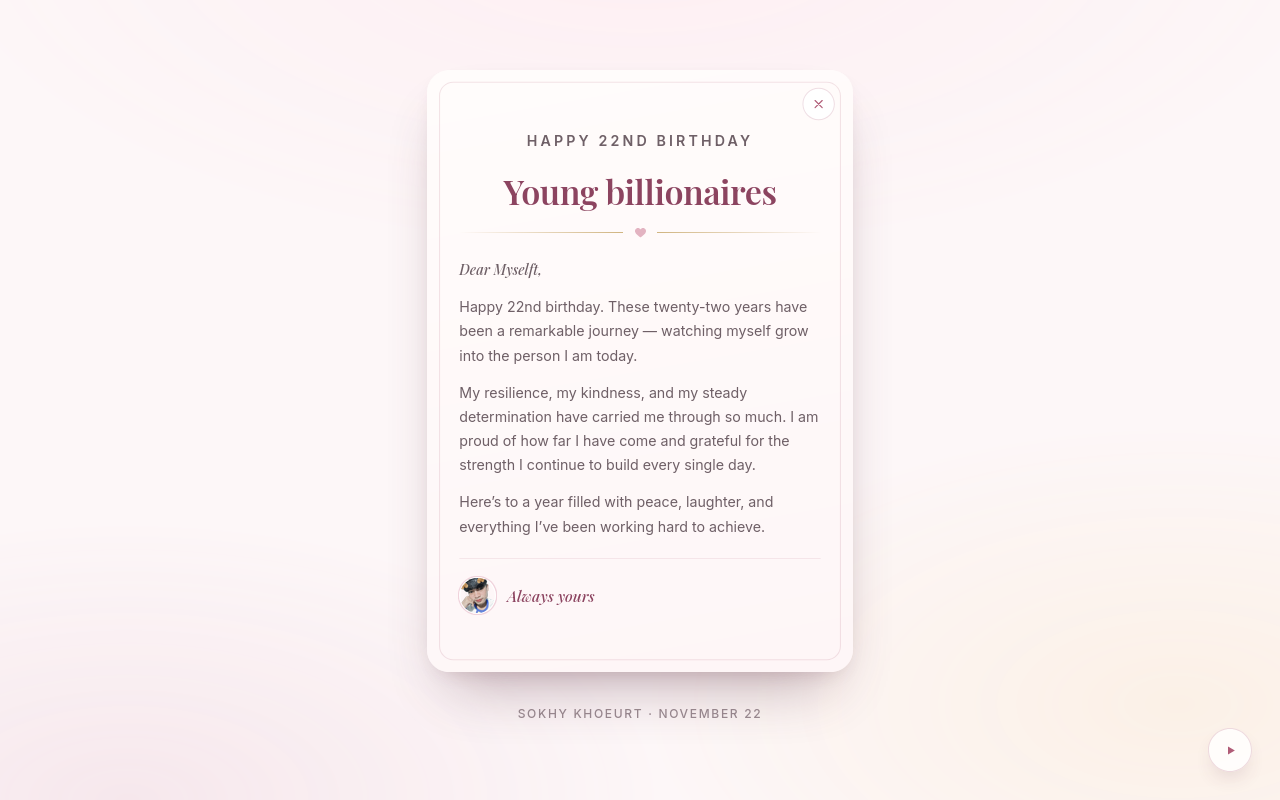 HAPPY 22ND BIRTHDAY
Young billionaires
Dear Myselft,
Happy 22nd birthday. These twenty-two years have
been a remarkable journey — watching myself grow
into the person I am today.
My resilience, my kindness, and my steady
determination have carried me through so much. I am
proud of how far I have come and grateful for the
strength I continue to build every single day.
Here’s to a year filled with peace, laughter, and
everything I’ve been working hard to achieve.
Always yours
SOKHY KHOEURT · NOVEMBER 22